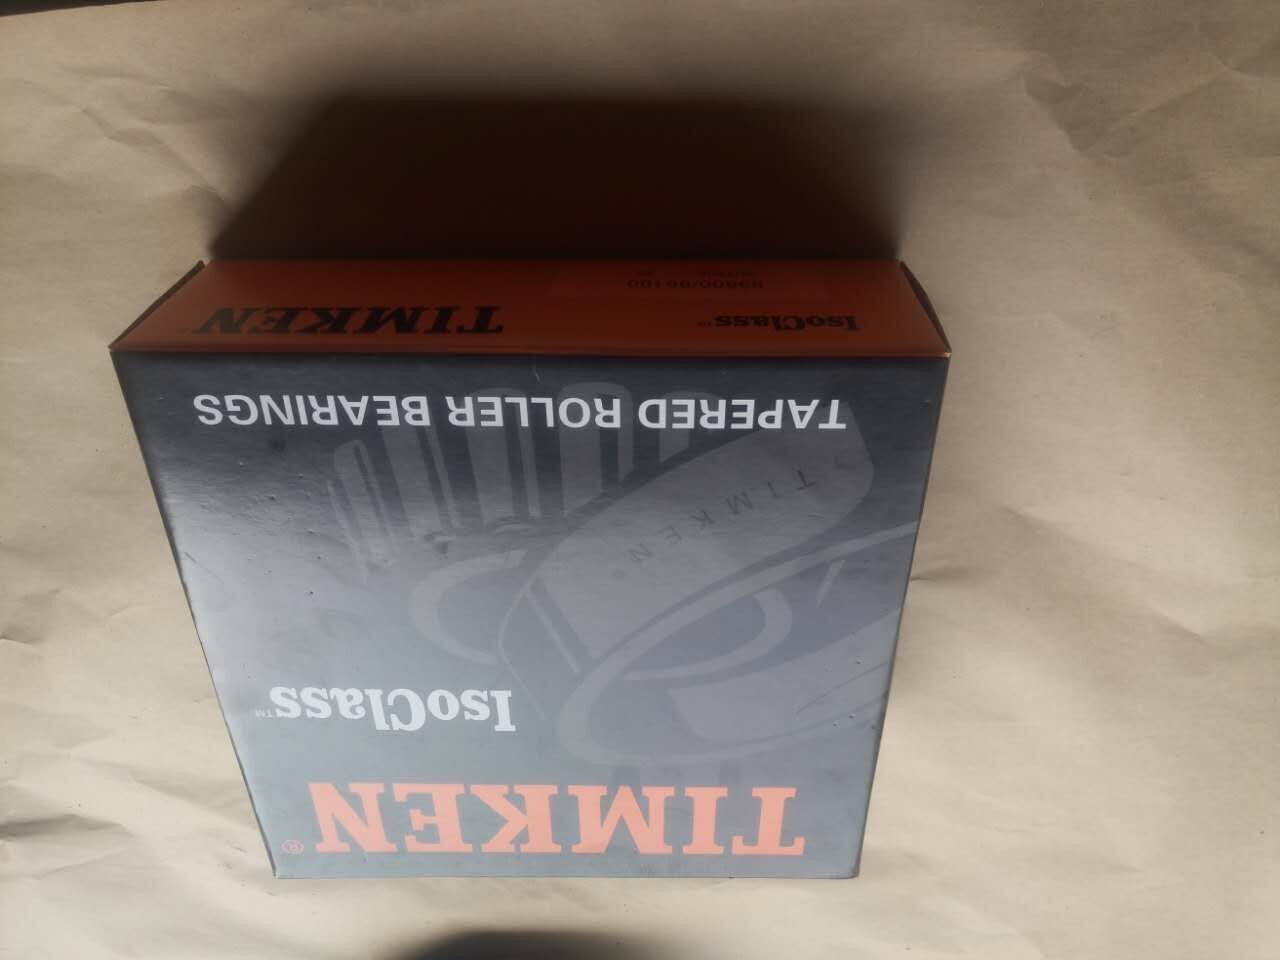 TIMKEN®
IsoClass™
TIMKEN®
TAPERED ROLLER BEARINGS
IsoClass™
TIMKEN